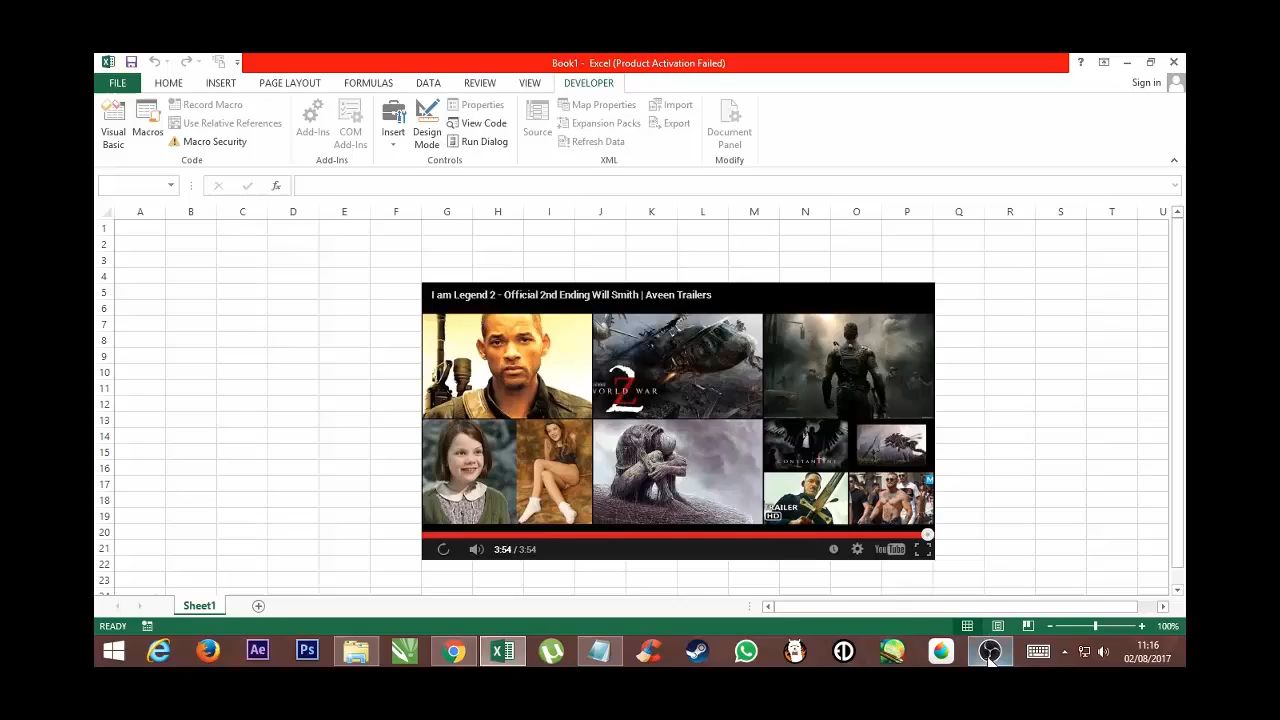 Book1 - Excel (Product Activation Failed)
?
FILE HOME INSERT PAGE LAYOUT FORMULAS DATA REVIEW VIEW DEVELOPER Sign in
Visual Basic
Macros
Record Macro
Use Relative References
Macro Security
Code
Add-Ins
COM Add-Ins
Add-Ins
Insert
Design Mode
Properties
View Code
Run Dialog
Controls
Source
Map Properties
Expansion Packs
Refresh Data
Import
Export
XML
Document Panel
Modify
fx
A B C D E F G H I J K L M N O P Q R S T U
1
2
3
4
5
6
7
8
9
10
11
12
13
14
15
16
17
18
19
20
21
22
23
I am Legend 2 - Official 2nd Ending Will Smith | Aveen Trailers
WORLD WAR
Z
2
CONSTANTINE
TRAILER
HD
M
3:54 / 3:54
YouTube
Sheet1
READY
100%
Ae
Ps
11:16
02/08/2017